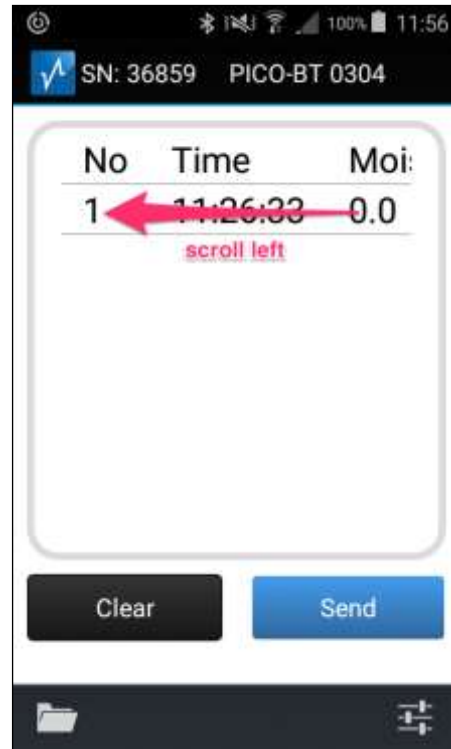 100% 11:56
SN: 36859 PICO-BT 0304
No Time Moi
1 11:26:33 0.0
scroll left
Clear Send